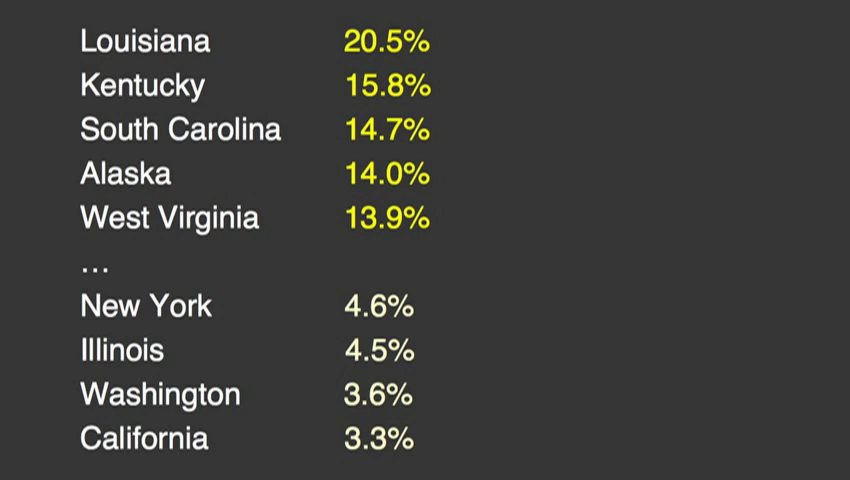 Louisiana 20.5%
Kentucky 15.8%
South Carolina 14.7%
Alaska 14.0%
West Virginia 13.9%
…
New York 4.6%
Illinois 4.5%
Washington 3.6%
California 3.3%